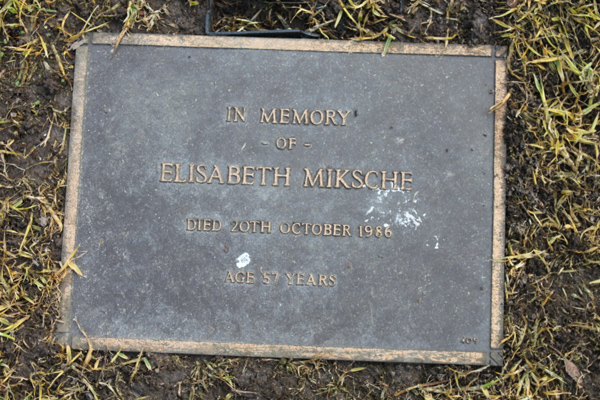 IN MEMORY
- OF -
ELISABETH MIKSCHE
DIED 20TH OCTOBER 1986
AGE 57 YEARS